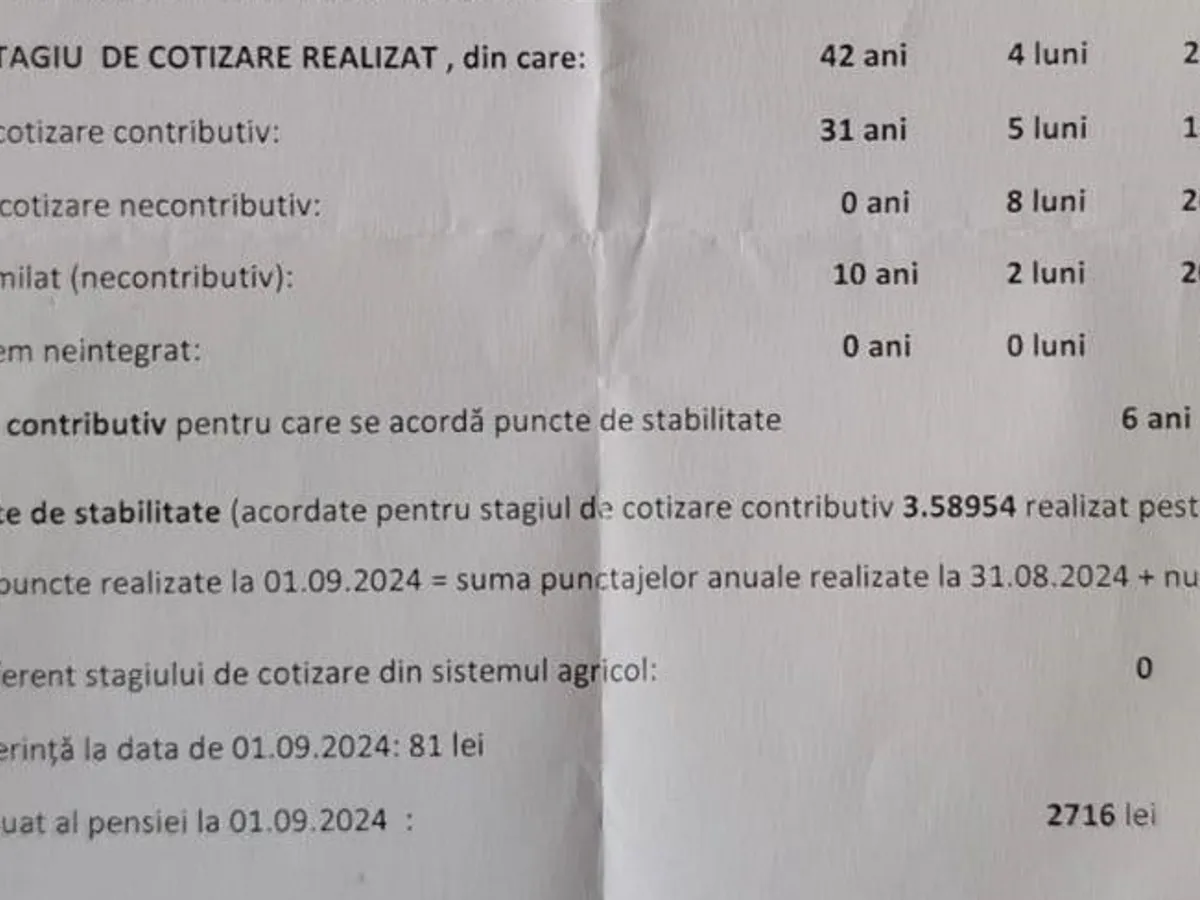 TAGIU DE COTIZARE REALIZAT , din care: 42 ani 4 luni 2
cotizare contributiv: 31 ani 5 luni 1
cotizare necontributiv: 0 ani 8 luni 2
milat (necontributiv): 10 ani 2 luni 2
em neintegrat: 0 ani 0 luni
contributiv pentru care se acordă puncte de stabilitate 6 ani
te de stabilitate (acordate pentru stagiul de cotizare contributiv 3.58954 realizat pest
puncte realizate la 01.09.2024 = suma punctajelor anuale realizate la 31.08.2024 + nu
ferent stagiului de cotizare din sistemul agricol: 0
erință la data de 01.09.2024: 81 lei
uat al pensiei la 01.09.2024 : 2716 lei